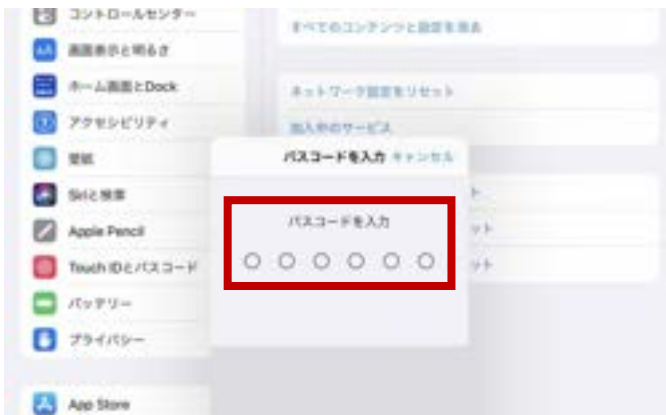 コントロールセンター
画面表示と明るさ
ホーム画面とDock
アクセシビリティ
壁紙
Siriと検索
Apple Pencil
Touch IDとパスコード
バッテリー
プライバシー
App Store
すべてのコンテンツと設定を消去
ネットワーク設定をリセット
加入中のサービス
ト
ット
ット
パスコードを入力 キャンセル
パスコードを入力